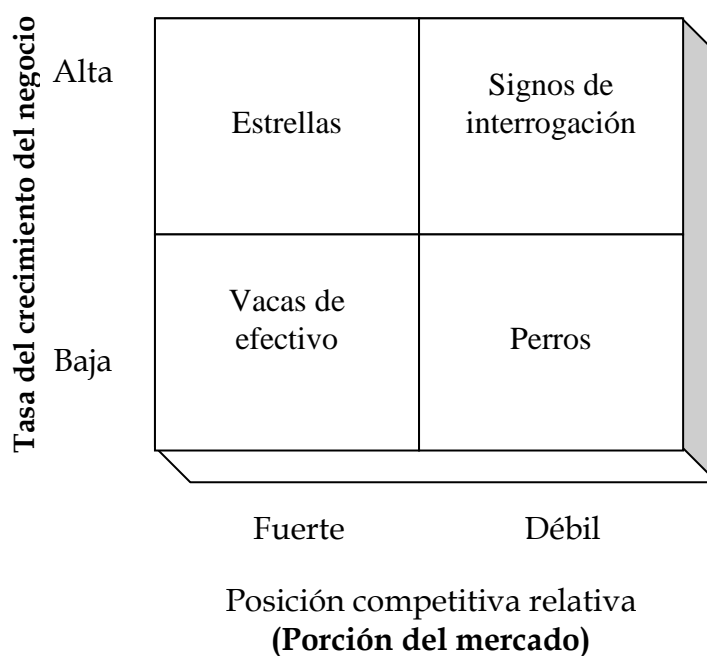 Tasa del crecimiento del negocio
Alta
Estrellas
Signos de
interrogación
Baja
Vacas de
efectivo
Perros
Fuerte
Débil
Posición competitiva relativa
(Porción del mercado)